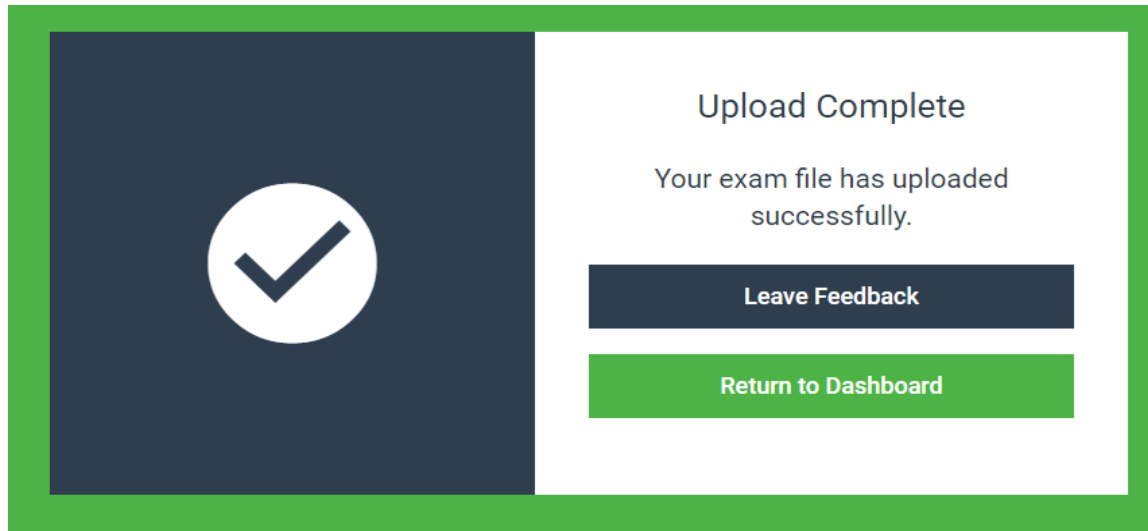 Upload Complete
Your exam file has uploaded
successfully.
Leave Feedback
Return to Dashboard